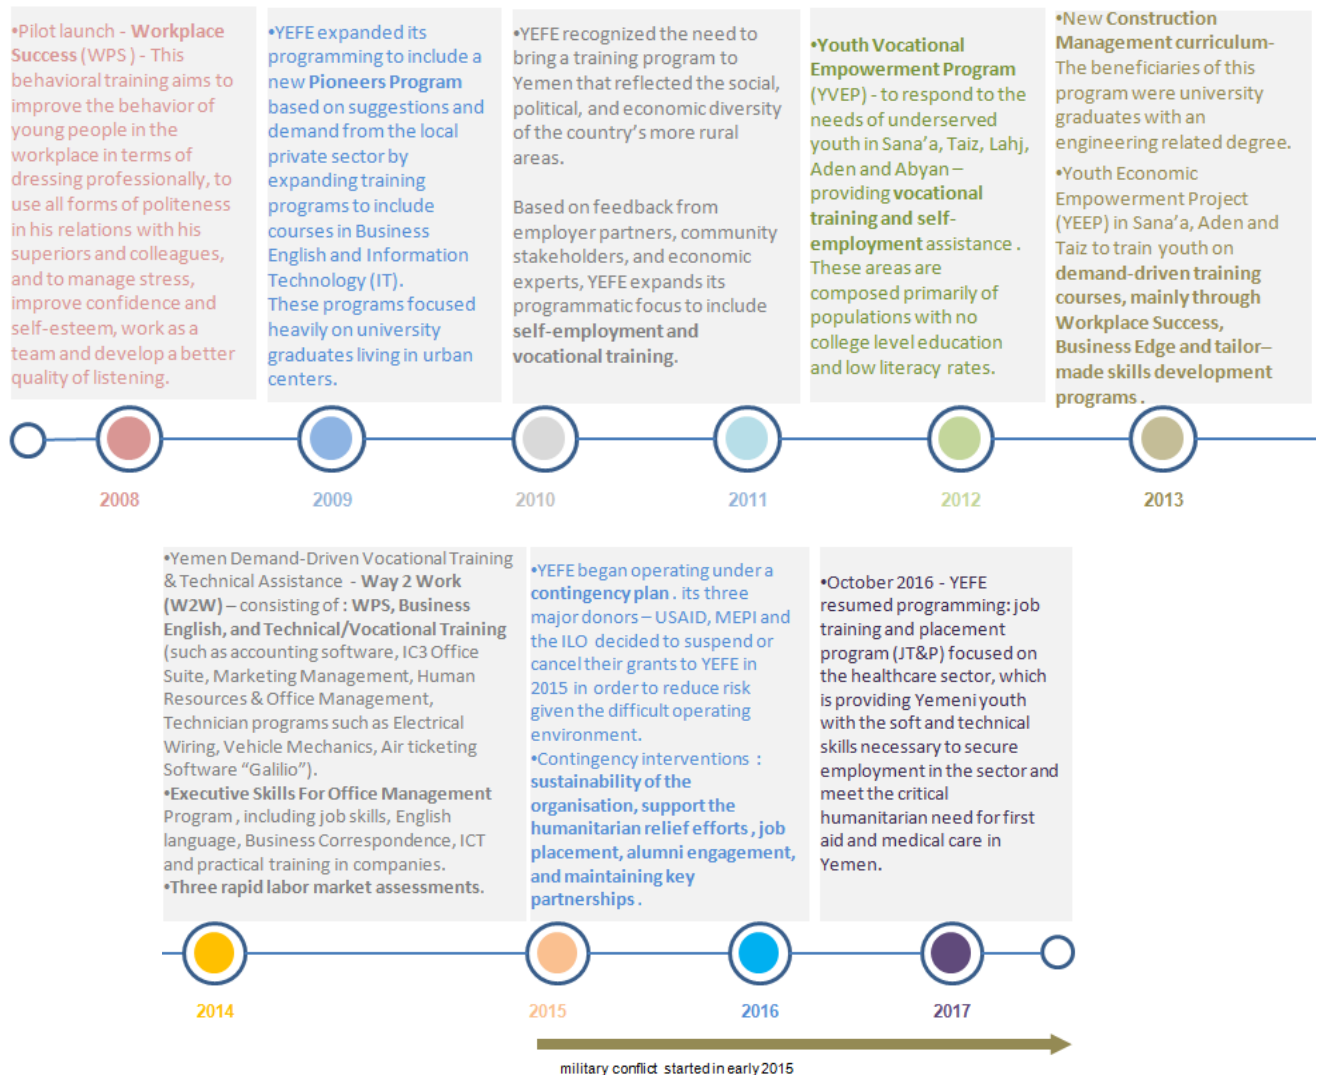 •Pilot launch - Workplace
Success (WPS ) - This
behavioral training aims to
improve the behavior of
young people in the
workplace in terms of
dressing professionally, to
use all forms of politeness
in his relations with his
superiors and colleagues,
and to manage stress,
improve confidence and
self-esteem, work as a
team and develop a better
quality of listening.
•YEFE expanded its
programming to include a
new Pioneers Program
based on suggestions and
demand from the local
private sector by
expanding training
programs to include
courses in Business
English and Information
Technology (IT).
These programs focused
heavily on university
graduates living in urban
centers.
•YEFE recognized the need to
bring a training program to
Yemen that reflected the social,
political, and economic diversity
of the country's more rural
areas.
Based on feedback from
employer partners, community
stakeholders, and economic
experts, YEFE expands its
programmatic focus to include
self-employment and
vocational training.
•Youth Vocational
Empowerment Program
(YVEP) - to respond to the
needs of underserved
youth in Sana'a, Taiz, Lahj,
Aden and Abyan –
providing vocational
training and self-
employment assistance .
These areas are
composed primarily of
populations with no
college level education
and low literacy rates.
•New Construction
Management curriculum-
The beneficiaries of this
program were university
graduates with an
engineering related degree.
•Youth Economic
Empowerment Project
(YEEP) in Sana'a, Aden and
Taiz to train youth on
demand-driven training
courses, mainly through
Workplace Success,
Business Edge and tailor–
made skills development
programs .
2008
2009
2010
2011
2012
2013
•Yemen Demand-Driven Vocational Training
& Technical Assistance - Way 2 Work
(W2W) – consisting of : WPS, Business
English, and Technical/Vocational Training
(such as accounting software, IC3 Office
Suite, Marketing Management, Human
Resources & Office Management,
Technician programs such as Electrical
Wiring, Vehicle Mechanics, Air ticketing
Software "Galilio").
•Executive Skills For Office Management
Program , including job skills, English
language, Business Correspondence, ICT
and practical training in companies.
•Three rapid labor market assessments.
•YEFE began operating under a
contingency plan . its three
major donors – USAID, MEPI and
the ILO decided to suspend or
cancel their grants to YEFE in
2015 in order to reduce risk
given the difficult operating
environment.
•Contingency interventions :
sustainability of the
organisation, support the
humanitarian relief efforts , job
placement, alumni engagement,
and maintaining key
partnerships .
•October 2016 - YEFE
resumed programming: job
training and placement
program (JT&P) focused on
the healthcare sector, which
is providing Yemeni youth
with the soft and technical
skills necessary to secure
employment in the sector and
meet the critical
humanitarian need for first
aid and medical care in
Yemen.
2014
2015
2016
2017
military conflict started in early 2015